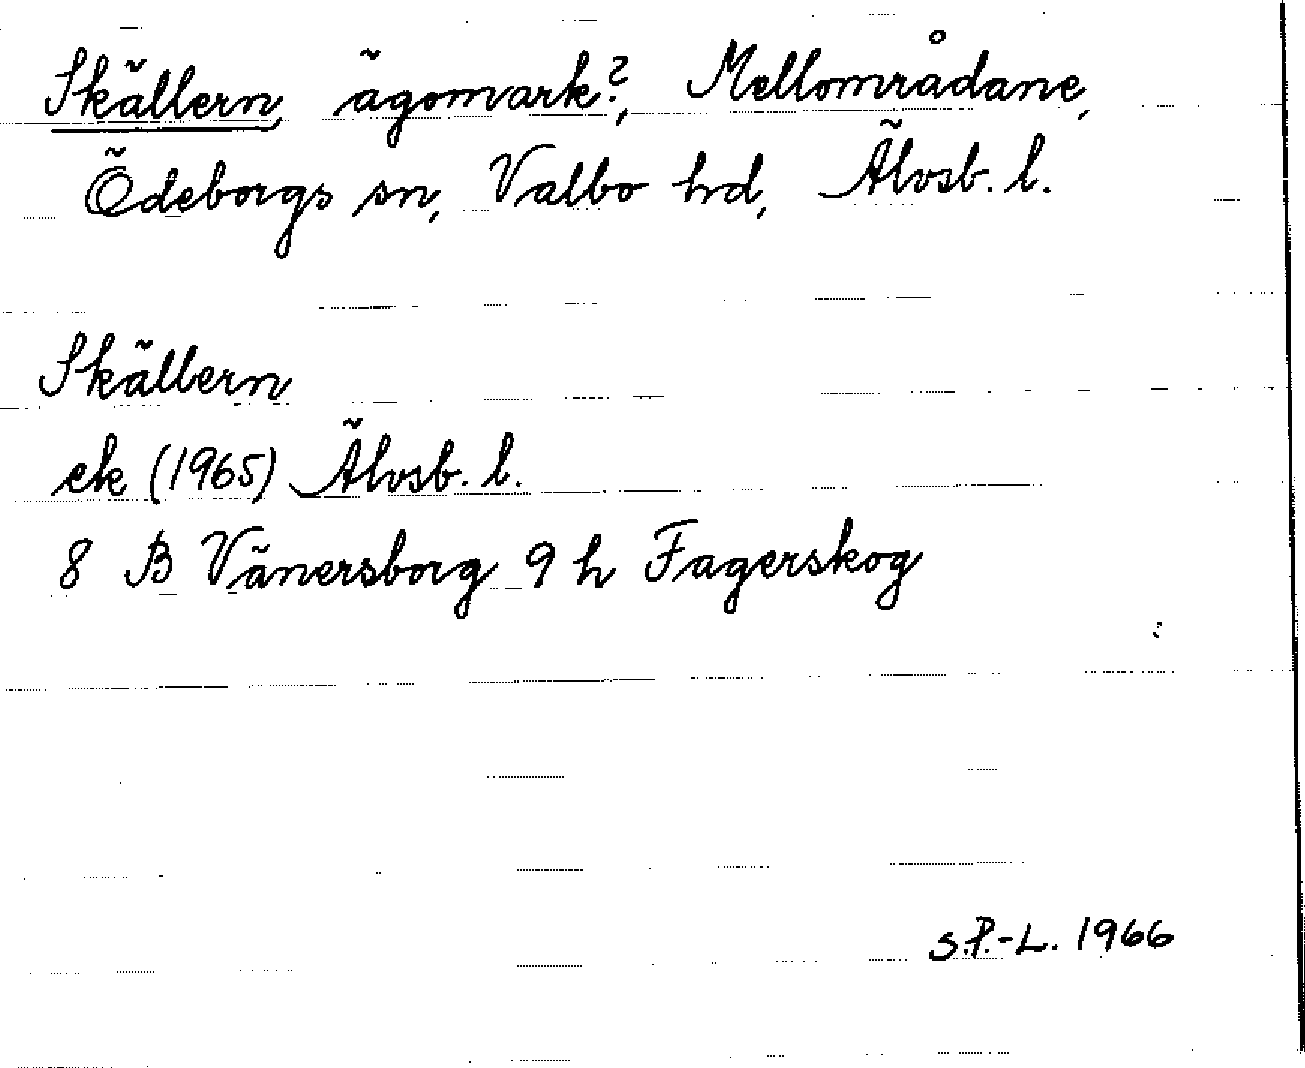 Skällern, ägomark?, Mellområdane,
Ödeborgs sn, Valbo hd, Älvsb. l.
Skällern
ek (1965) Älvsb. l.
8 B Vänersborg 9 h Fagerskog
S.P.-L. 1966